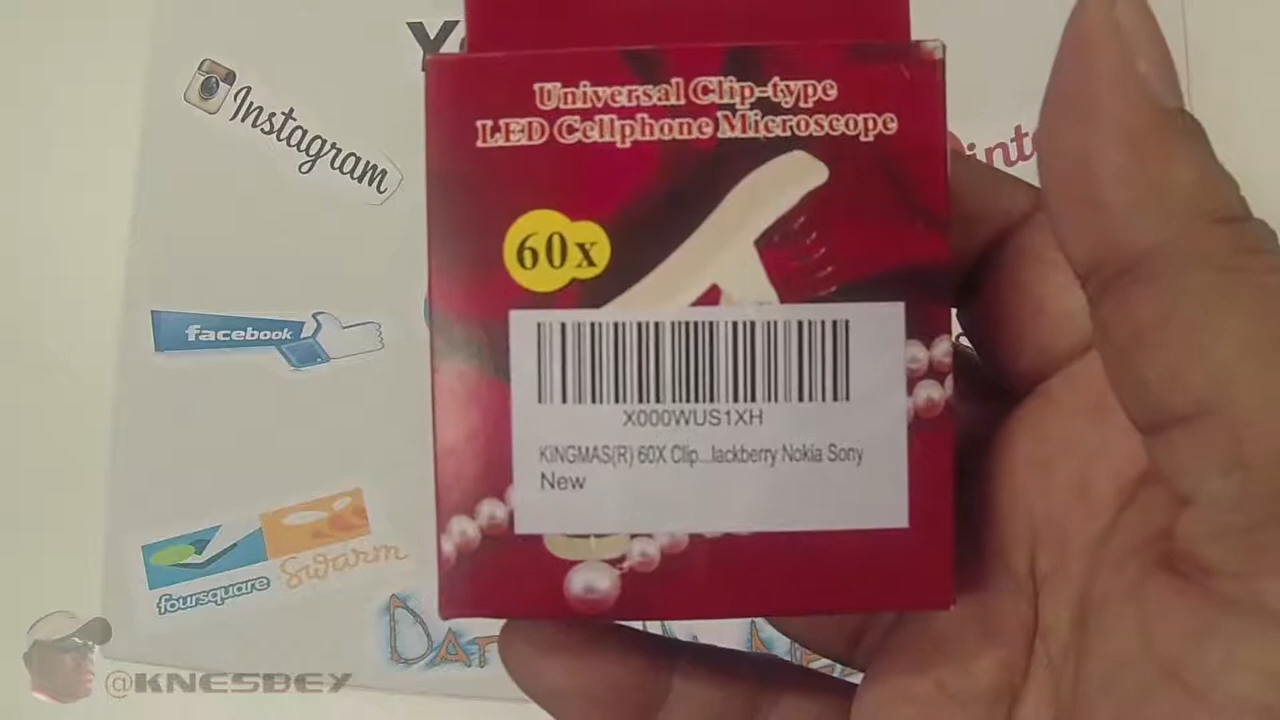 Instagram
Universal Clip-type
LED Cellphone Microscope
60x
facebook
X000WUS1XH
KINGMAS(R) 60X Clip...lackberry Nokia Sony
New
foursquare
Swarm
@KNESBEY